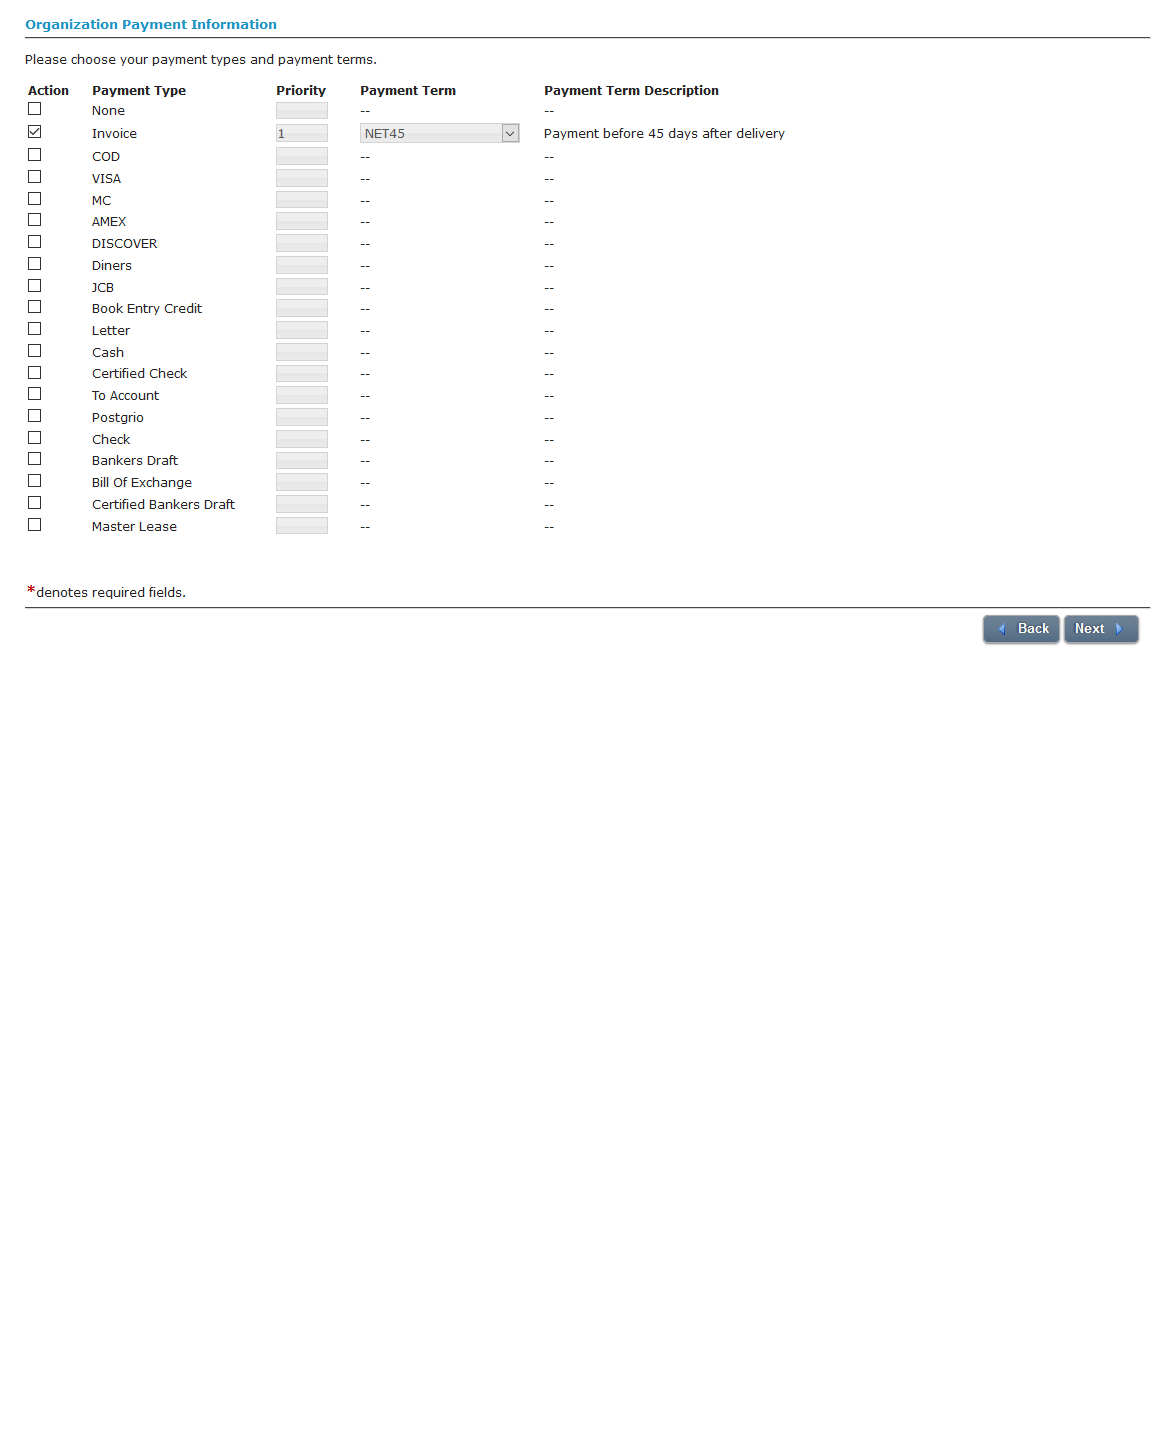 Organization Payment Information
Please choose your payment types and payment terms.
Action Payment Type Priority Payment Term Payment Term Description
None -- --
Invoice 1 NET45 Payment before 45 days after delivery
COD -- --
VISA -- --
MC -- --
AMEX -- --
DISCOVER -- --
Diners -- --
JCB -- --
Book Entry Credit -- --
Letter -- --
Cash -- --
Certified Check -- --
To Account -- --
Postgrio -- --
Check -- --
Bankers Draft -- --
Bill Of Exchange -- --
Certified Bankers Draft -- --
Master Lease -- --
*denotes required fields.
Back Next